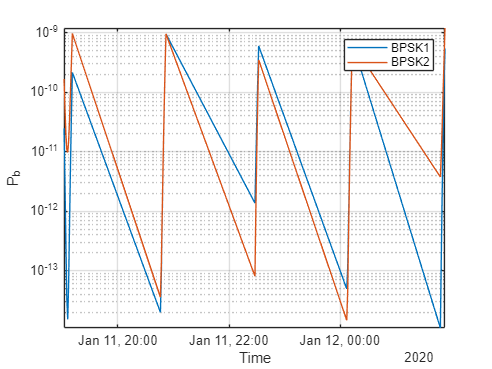 10-9
10-10
10-11
10-12
10-13
Pb
BPSK1
BPSK2
Jan 11, 20:00
Jan 11, 22:00
Jan 12, 00:00
Time
2020